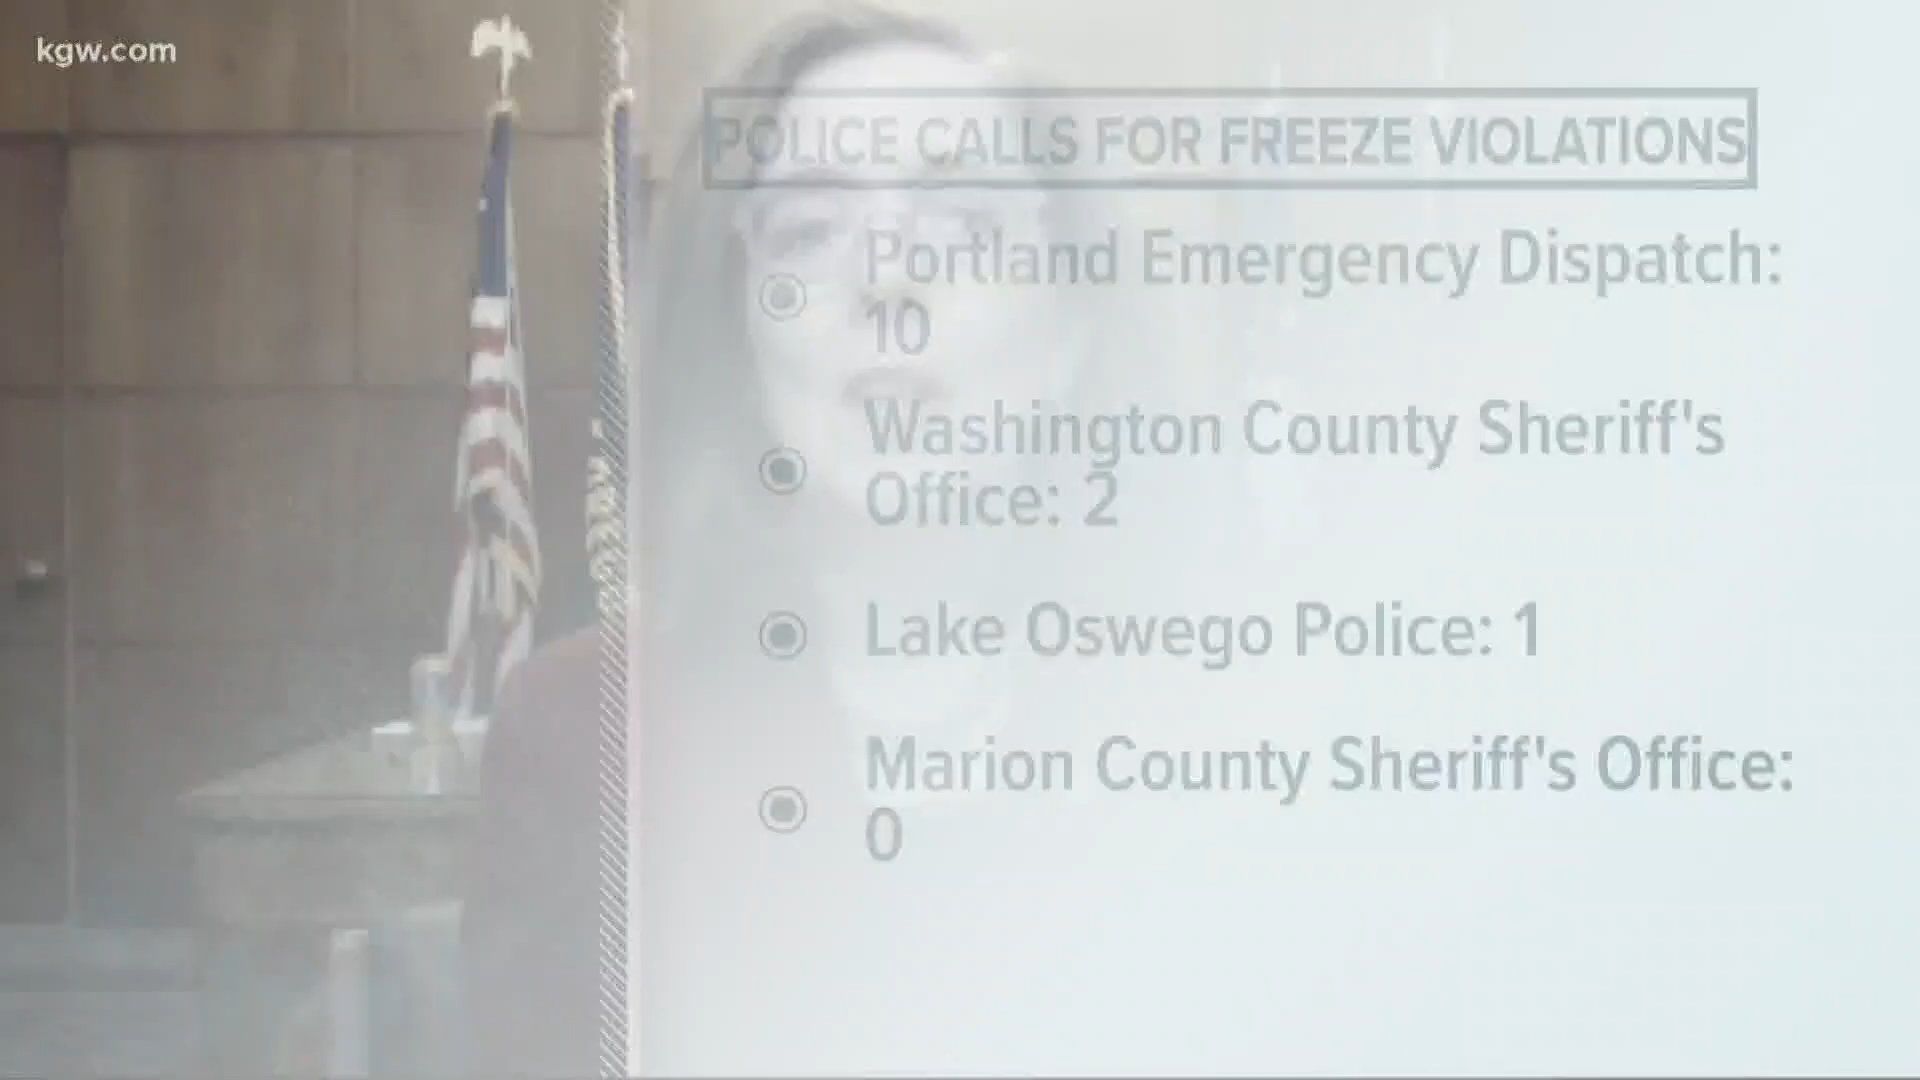 kgw.com
POLICE CALLS FOR FREEZE VIOLATIONS
Portland Emergency Dispatch:
10
Washington County Sheriff's
Office: 2
Lake Oswego Police: 1
Marion County Sheriff's Office:
0